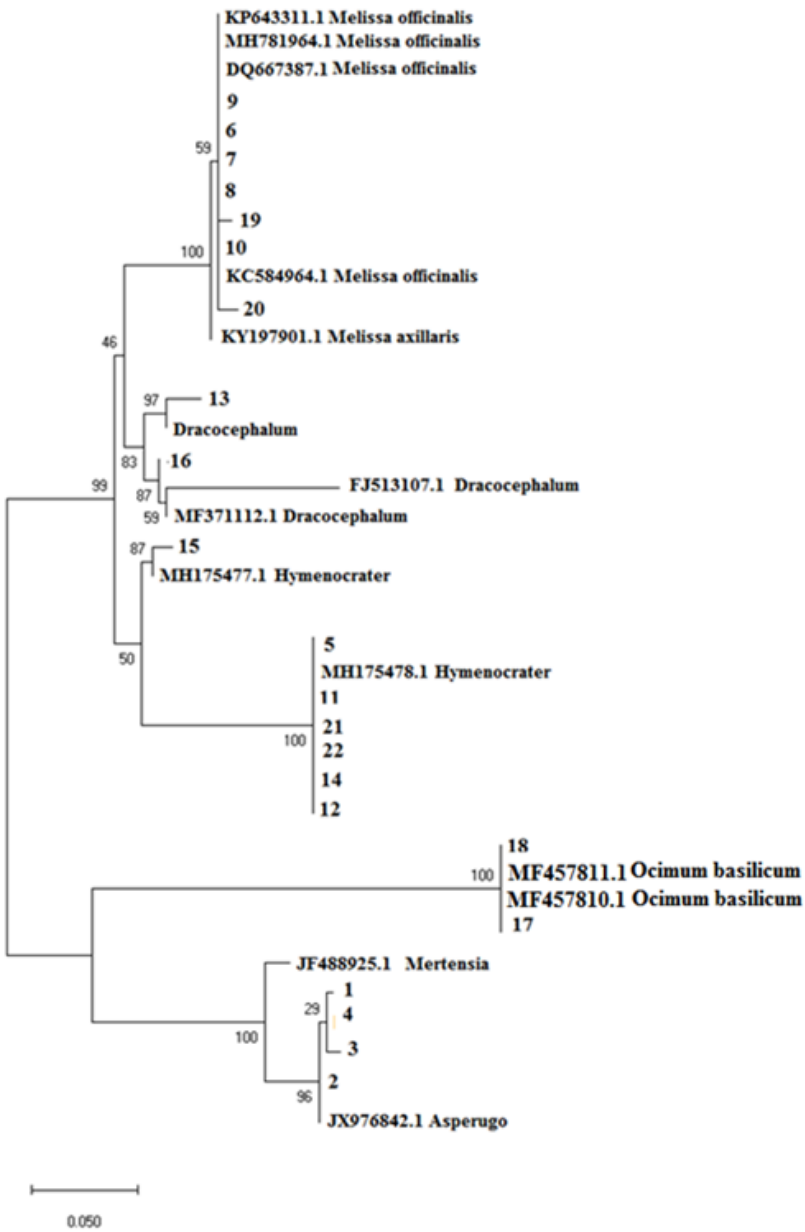 KP643311.1 Melissa officinalis
MH781964.1 Melissa officinalis
DQ667387.1 Melissa officinalis
9
6
59
7
8
19
10
100
KC584964.1 Melissa officinalis
20
KY197901.1 Melissa axillaris
46
97
13
Dracocephalum
83
16
99
87
FJ513107.1 Dracocephalum
59
MF371112.1 Dracocephalum
87
15
MH175477.1 Hymenocrater
5
50
MH175478.1 Hymenocrater
11
21
100
22
14
12
18
100
MF457811.1 Ocimum basilicum
MF457810.1 Ocimum basilicum
17
JF488925.1 Mertensia
1
29
4
100
3
2
96
JX976842.1 Asperugo
0.050